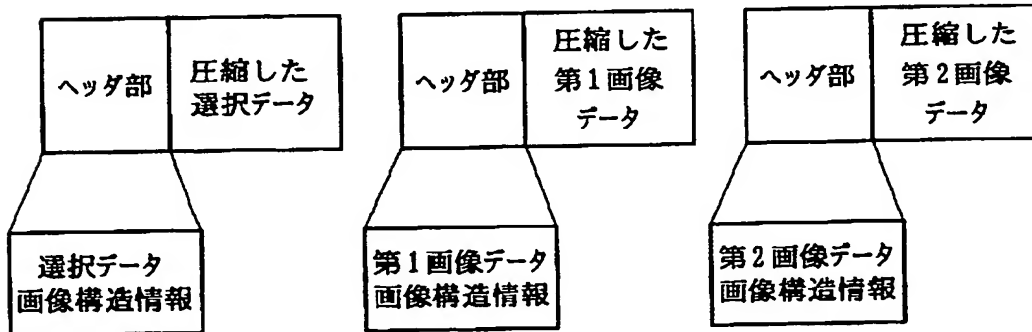 ヘッダ部
圧縮した
選択データ
選択データ
画像構造情報
ヘッダ部
圧縮した
第1画像
データ
第1画像データ
画像構造情報
ヘッダ部
圧縮した
第2画像
データ
第2画像データ
画像構造情報